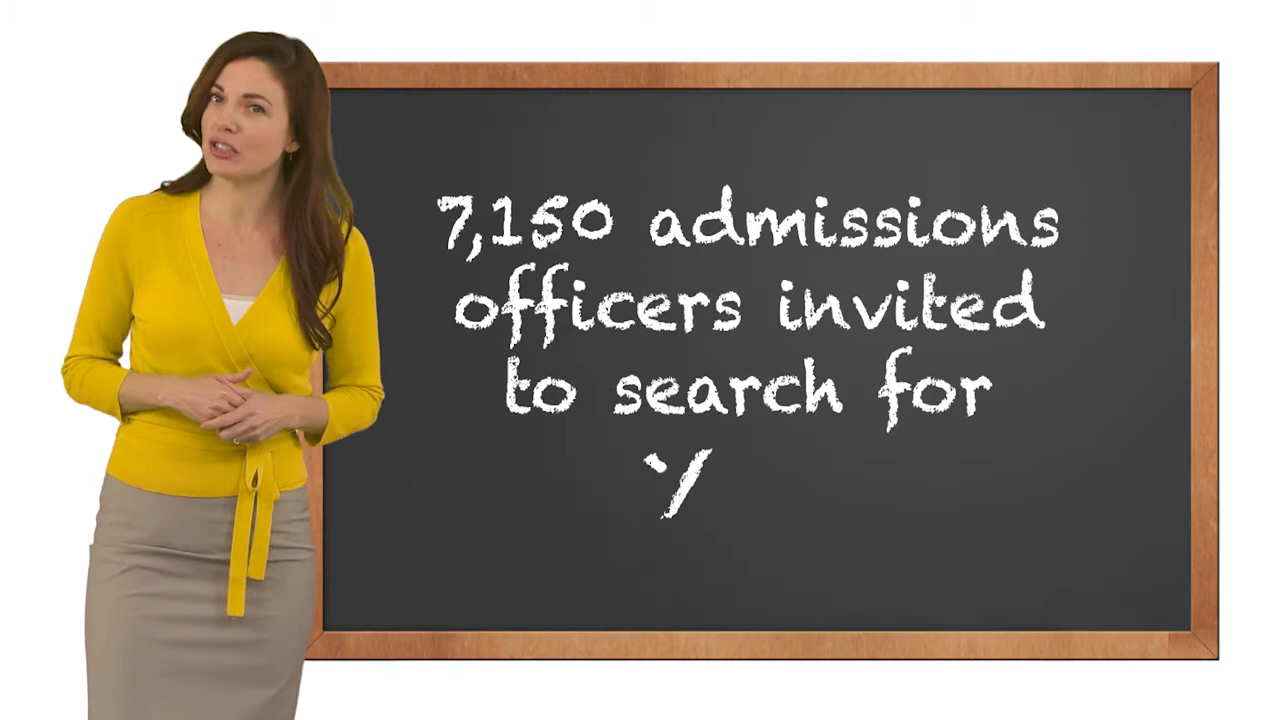 7,150 admissions
officers invited
to search for